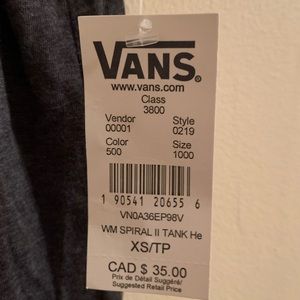 VANS
www.vans.com
Class
3800
Vendor Style
00001 0219
Color Size
500 1000
1 90541 20655 6
VN0A36EP98V
WM SPIRAL II TANK He
XS/TP
CAD $ 35.00
Prix de Détail Suggéré/
Suggested Retail Price